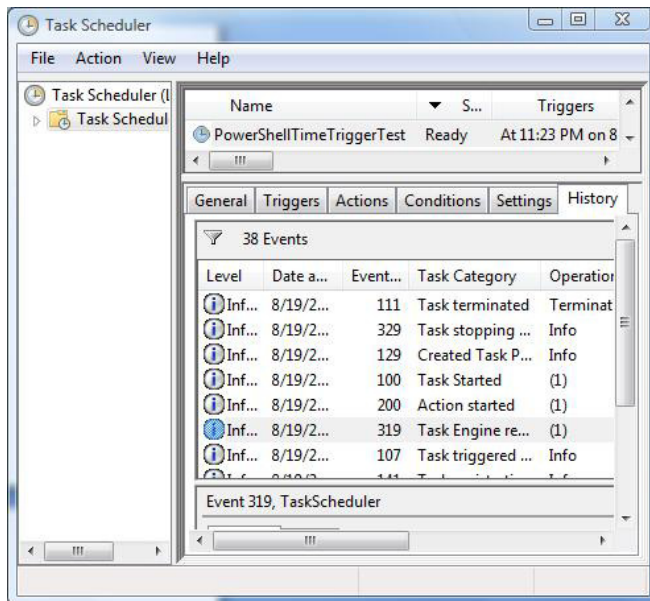 Task Scheduler
File Action View Help
Task Scheduler (L
Task Schedul
Name S... Triggers
PowerShellTimeTriggerTest Ready At 11:23 PM on 8
General Triggers Actions Conditions Settings History
38 Events
Level Date a... Event... Task Category Operation
Inf... 8/19/2... 111 Task terminated Terminat
Inf... 8/19/2... 329 Task stopping ... Info
Inf... 8/19/2... 129 Created Task P... Info
Inf... 8/19/2... 100 Task Started (1)
Inf... 8/19/2... 200 Action started (1)
Inf... 8/19/2... 319 Task Engine re... (1)
Inf... 8/19/2... 107 Task triggered ... Info
Event 319, TaskScheduler